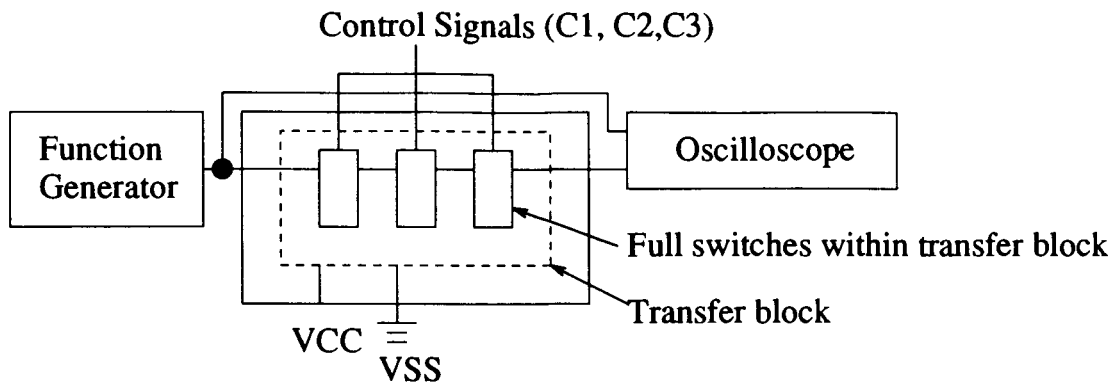 Control Signals (C1, C2,C3)
Function
Generator
Oscilloscope
Full switches within transfer block
Transfer block
VCC
VSS